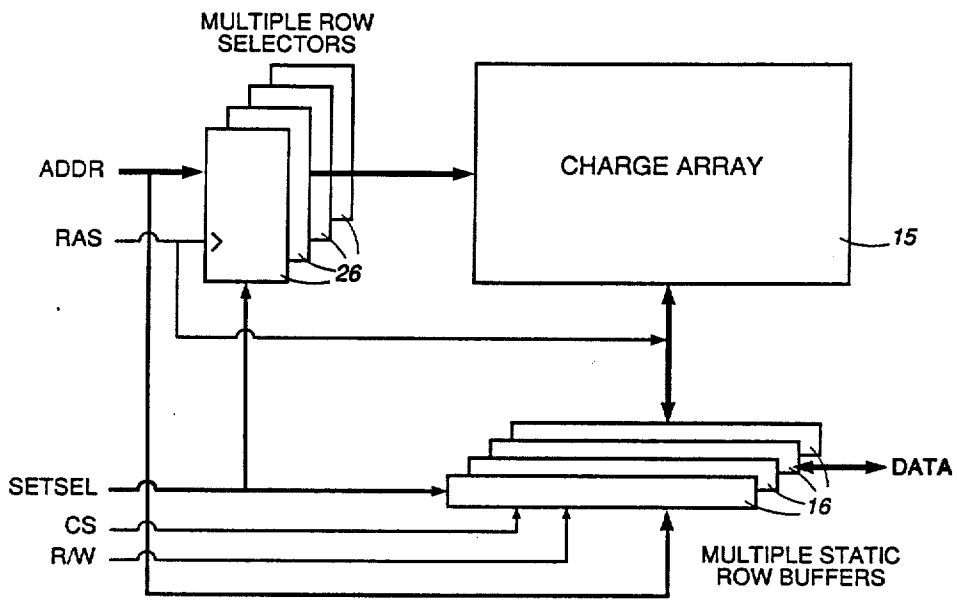 MULTIPLE ROW
SELECTORS
ADDR
RAS
26
CHARGE ARRAY
15
SETSEL
CS
R/W
DATA
16
MULTIPLE STATIC
ROW BUFFERS